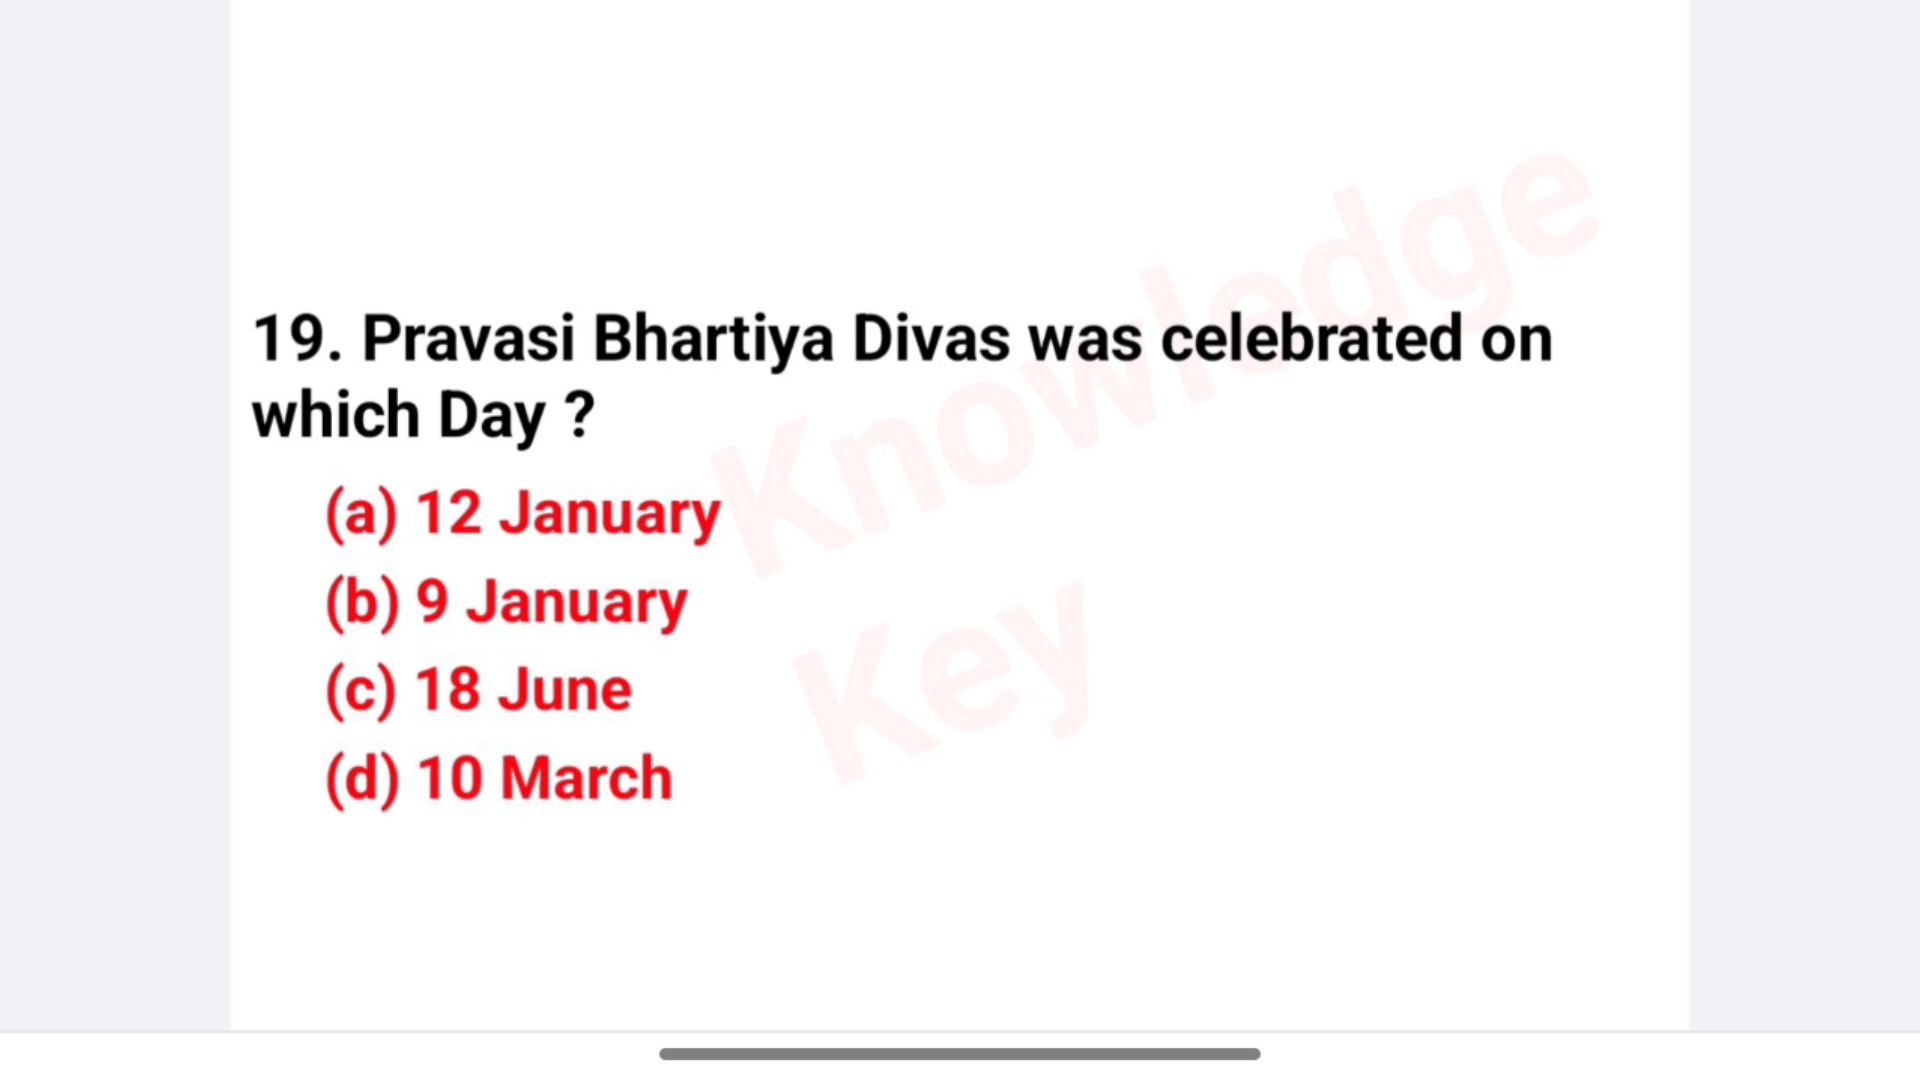 19. Pravasi Bhartiya Divas was celebrated on
which Day ?
(a) 12 January
(b) 9 January
(c) 18 June
(d) 10 March
Knowledge
Key